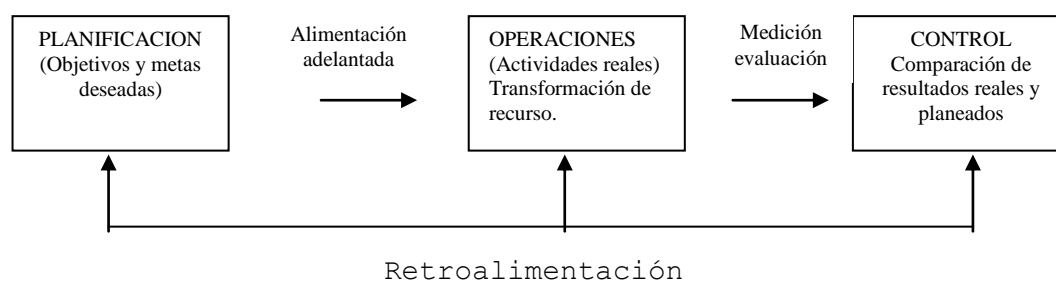 PLANIFICACION
(Objetivos y metas
deseadas)
Alimentación
adelantada
OPERACIONES
(Actividades reales)
Transformación de
recurso.
Medición
evaluación
CONTROL
Comparación de
resultados reales y
planeados
Retroalimentación